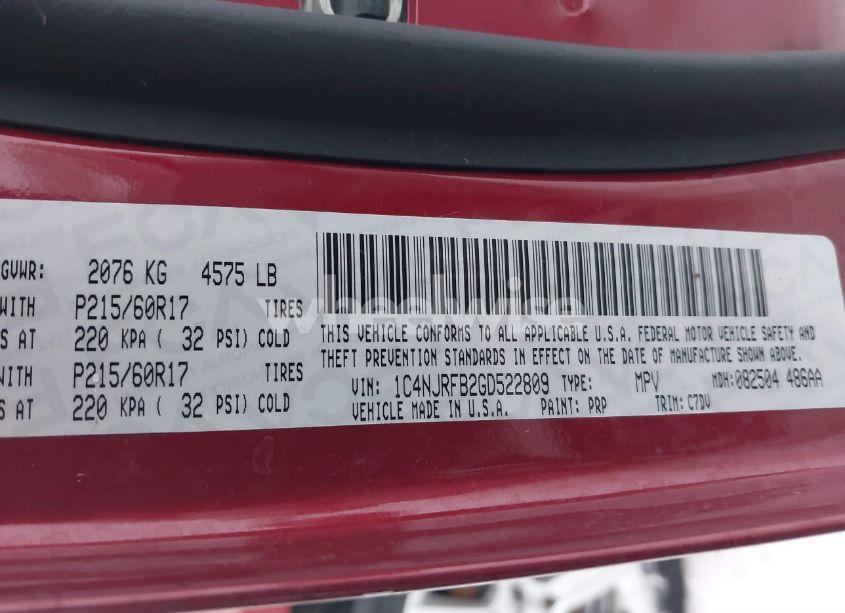 GVWR: 2076 KG 4575 LB
WITH P215/60R17 TIRES
S AT 220 KPA ( 32 PSI) COLD
WITH P215/60R17 TIRES
S AT 220 KPA ( 32 PSI) COLD
THIS VEHICLE CONFORMS TO ALL APPLICABLE U.S.A. FEDERAL MOTOR VEHICLE SAFETY AND
THEFT PREVENTION STANDARDS IN EFFECT ON THE DATE OF MANUFACTURE SHOWN ABOVE.
VIN: 1C4NJRFB2GD522809 TYPE: MPV MDH: 082504 486AA
VEHICLE MADE IN U.S.A. PAINT: PRP TRIM: C7DV
wheelwise